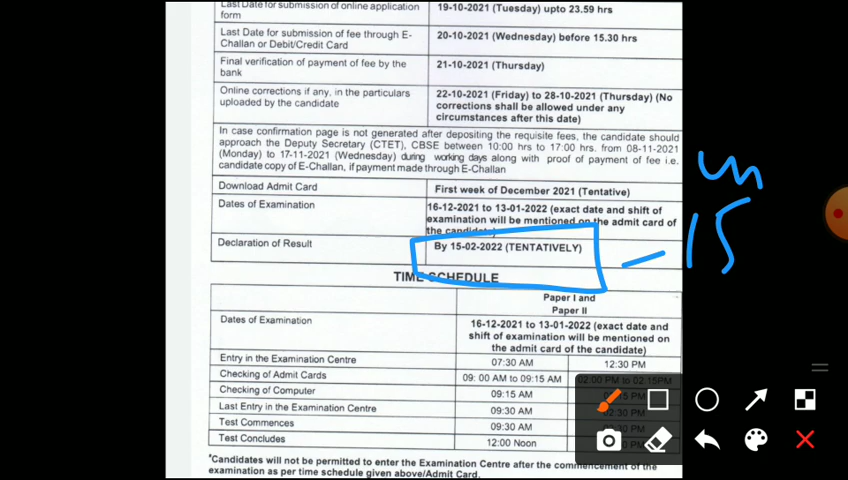 Last Date for submission of online application
form
19-10-2021 (Tuesday) upto 23.59 hrs
Last Date for submission of fee through E-
Challan or Debit/Credit Card
20-10-2021 (Wednesday) before 15.30 hrs
Final verification of payment of fee by the
bank
21-10-2021 (Thursday)
Online corrections if any, in the particulars
uploaded by the candidate
22-10-2021 (Friday) to 28-10-2021 (Thursday) (No
corrections shall be allowed under any
circumstances after this date)
In case confirmation page is not generated after depositing the requisite fees, the candidate should
approach the Deputy Secretary (CTET), CBSE between 10:00 hrs to 17:00 hrs. from 08-11-2021
(Monday) to 17-11-2021 (Wednesday) during working days along with proof of payment of fee i.e.
candidate copy of E-Challan, if payment made through E-Challan
Download Admit Card
First week of December 2021 (Tentative)
Dates of Examination
16-12-2021 to 13-01-2022 (exact date and shift of
examination will be mentioned on the admit card of
the candidate)
Declaration of Result
By 15-02-2022 (TENTATIVELY)
- 15
TIME SCHEDULE
Paper I and
Paper II
Dates of Examination
16-12-2021 to 13-01-2022 (exact date and
shift of examination will be mentioned on
the admit card of the candidate)
Entry in the Examination Centre 07:30 AM 12:30 PM
Checking of Admit Cards 09: 00 AM to 09:15 AM 02:00 PM to 02:15PM
Checking of Computer 09:15 AM
Last Entry in the Examination Centre 09:30 AM
Test Commences 09:30 AM
Test Concludes 12:00 Noon
*Candidates will not be permitted to enter the Examination Centre after the commencement of the
examination as per time schedule given above/Admit Card.